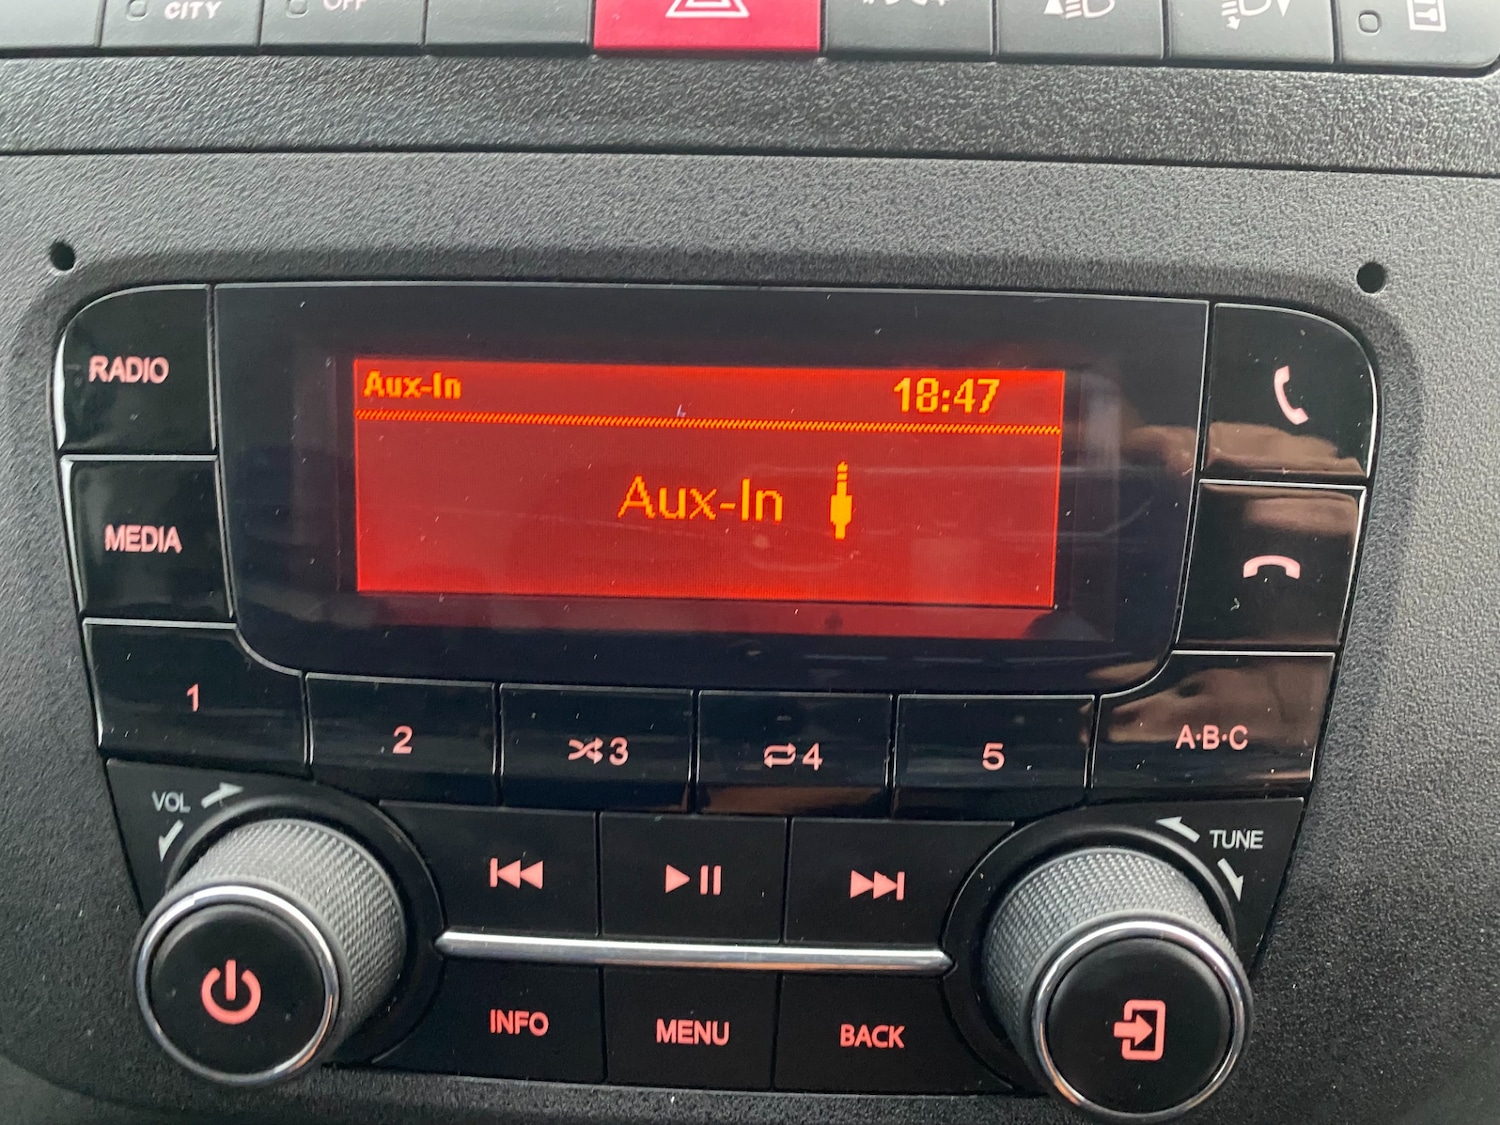 CITY
OFF
RADIO
Aux-In 18:47
Aux-In
MEDIA
1
2
3
4
5
A·B·C
VOL
TUNE
INFO
MENU
BACK